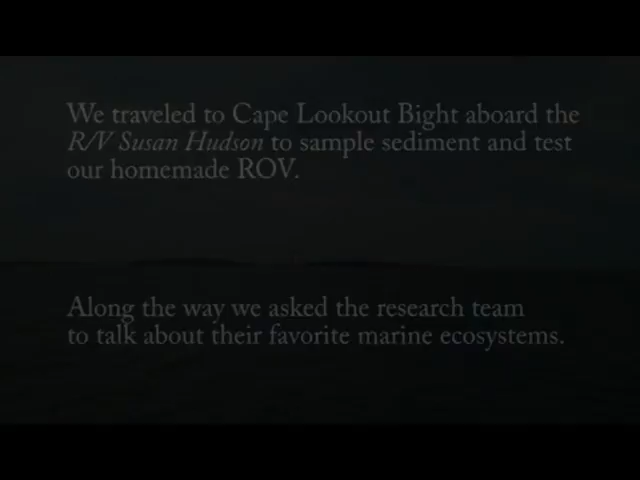 We traveled to Cape Lookout Bight aboard the
R/V Susan Hudson to sample sediment and test
our homemade ROV.
Along the way we asked the research team
to talk about their favorite marine ecosystems.